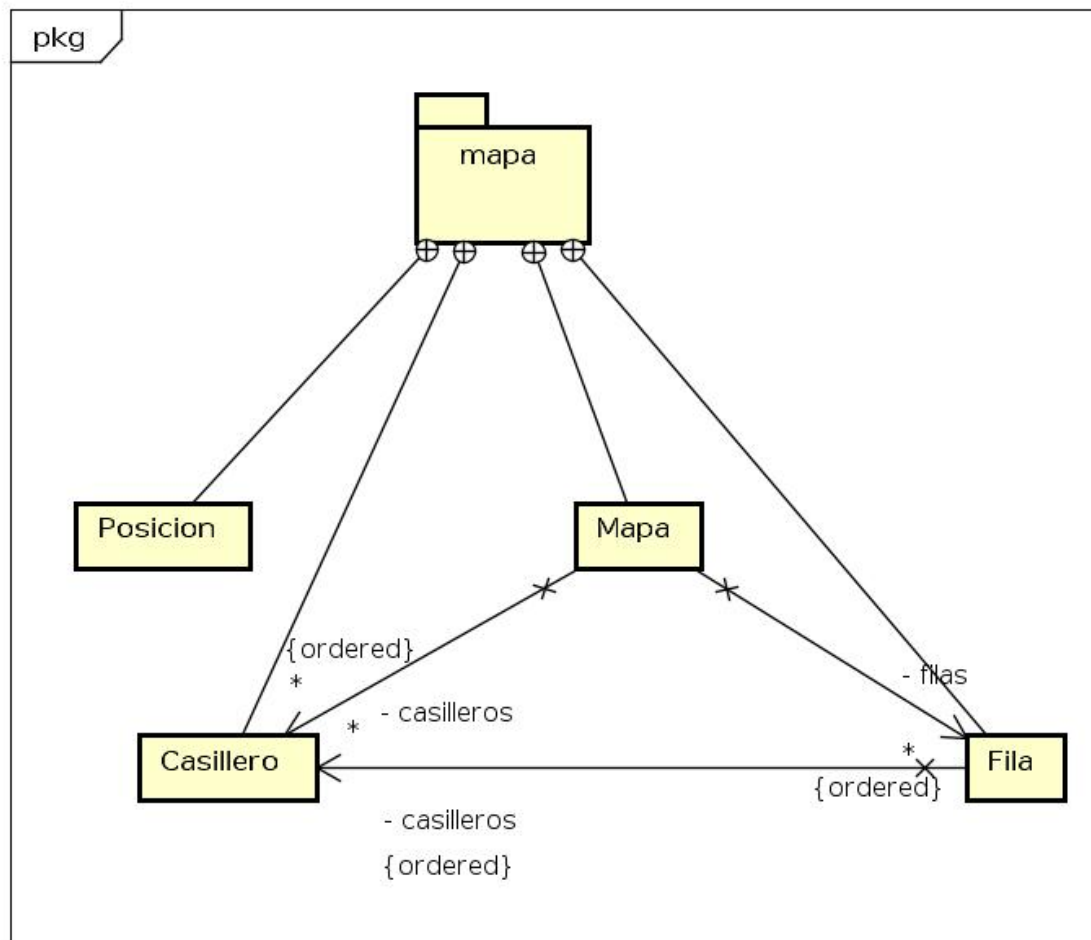 pkg
mapa
Posicion
Mapa
{ordered}
*
- filas
- casilleros
*
*
Casillero
Fila
{ordered}
- casilleros
{ordered}